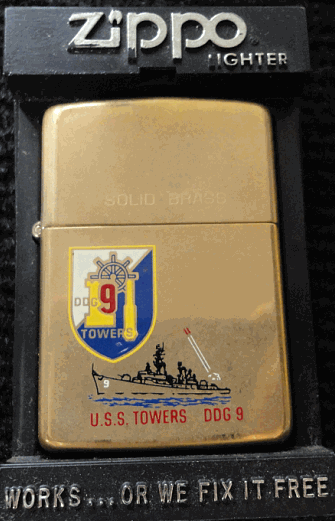 Zippo
LIGHTER
SOLID BRASS
DDG 9
TOWERS
9
U.S.S. TOWERS DDG 9
WORKS...OR WE FIX IT FREE